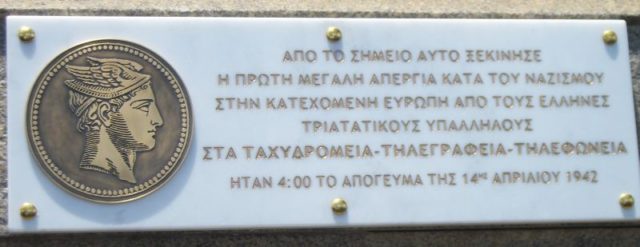 ΑΠΟ ΤΟ ΣΗΜΕΙΟ ΑΥΤΟ ΞΕΚΙΝΗΣΕ
Η ΠΡΩΤΗ ΜΕΓΑΛΗ ΑΠΕΡΓΙΑ ΚΑΤΑ ΤΟΥ ΝΑΖΙΣΜΟΥ
ΣΤΗΝ ΚΑΤΕΧΟΜΕΝΗ ΕΥΡΩΠΗ ΑΠΟ ΤΟΥΣ ΕΛΛΗΝΕΣ
ΤΡΙΑΤΑΤΙΚΟΥΣ ΥΠΑΛΛΗΛΟΥΣ
ΣΤΑ ΤΑΧΥΔΡΟΜΕΙΑ-ΤΗΛΕΓΡΑΦΕΙΑ-ΤΗΛΕΦΩΝΕΙΑ
ΗΤΑΝ 4:00 ΤΟ ΑΠΟΓΕΥΜΑ ΤΗΣ 14ΗΣ ΑΠΡΙΛΙΟΥ 1942